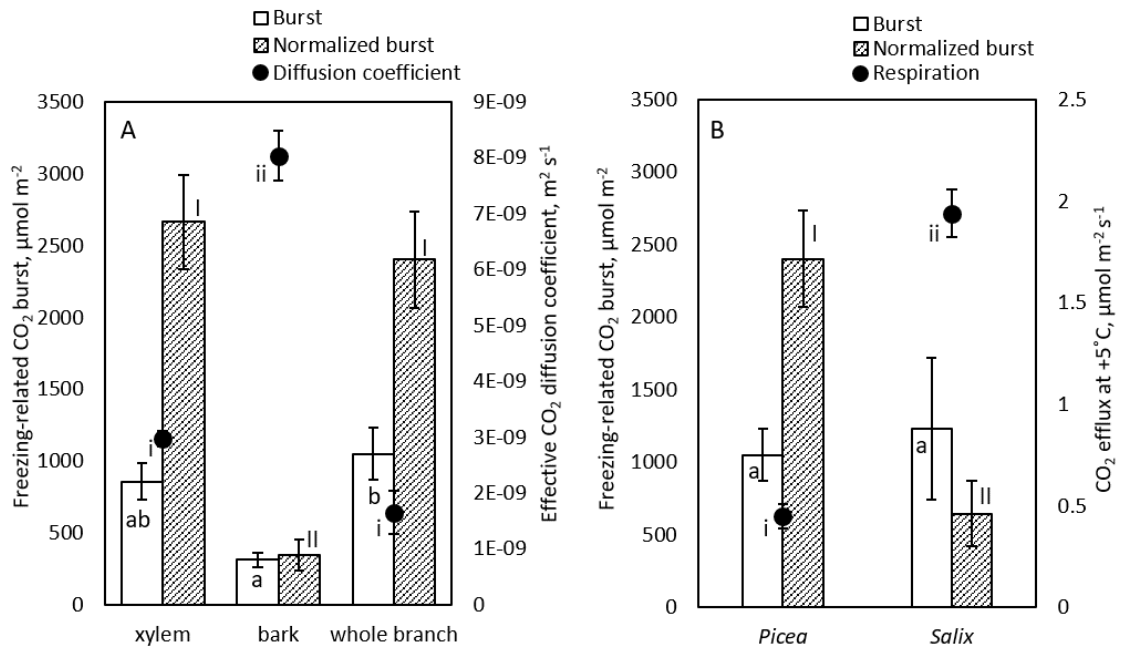 Burst
Normalized burst
Diffusion coefficient
A
Freezing-related CO₂ burst, µmol m⁻²
3500
3000
2500
2000
1500
1000
500
0
9E-09
8E-09
7E-09
6E-09
5E-09
4E-09
3E-09
2E-09
1E-09
0
Effective CO₂ diffusion coefficient, m² s⁻¹
ab
i
I
a
ii
II
b
i
I
xylem
bark
whole branch
Burst
Normalized burst
Respiration
B
Freezing-related CO₂ burst, µmol m⁻²
3500
3000
2500
2000
1500
1000
500
0
2.5
2
1.5
1
0.5
0
CO₂ efflux at +5˚C, µmol m⁻² s⁻¹
a
i
I
a
ii
II
Picea
Salix